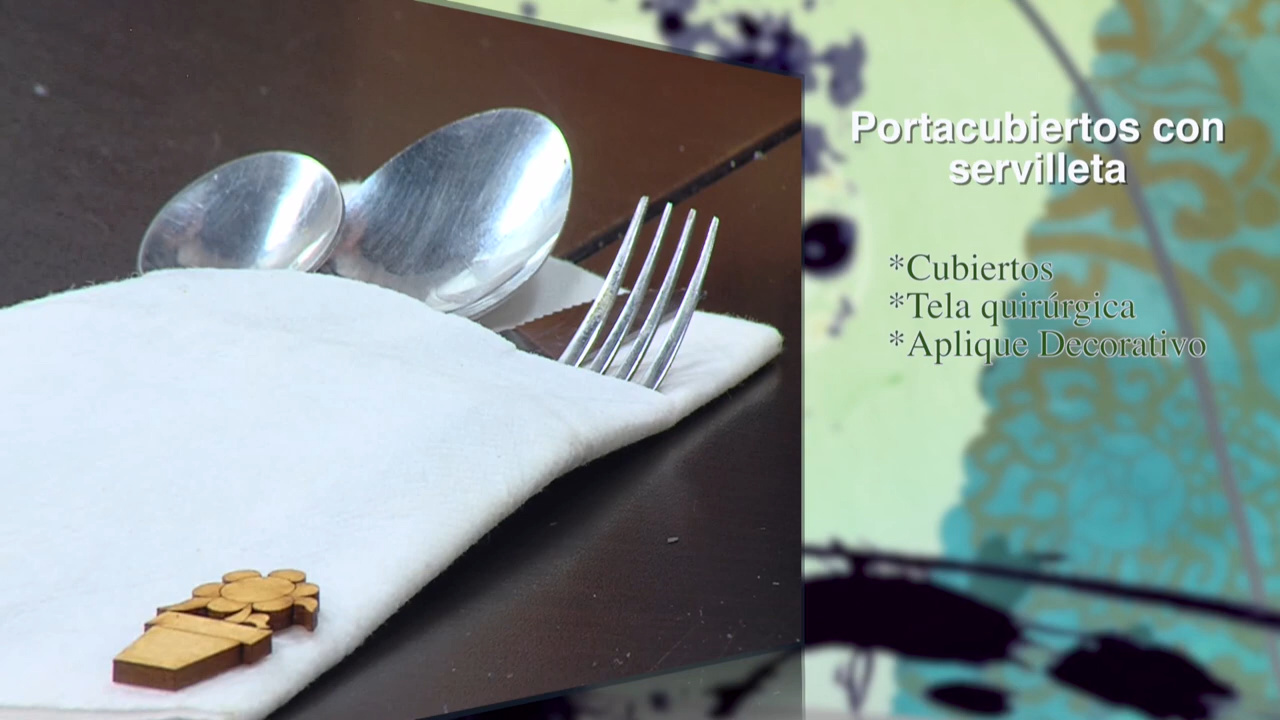 Portacubiertos con
servilleta
*Cubiertos
*Tela quirúrgica
*Aplique Decorativo